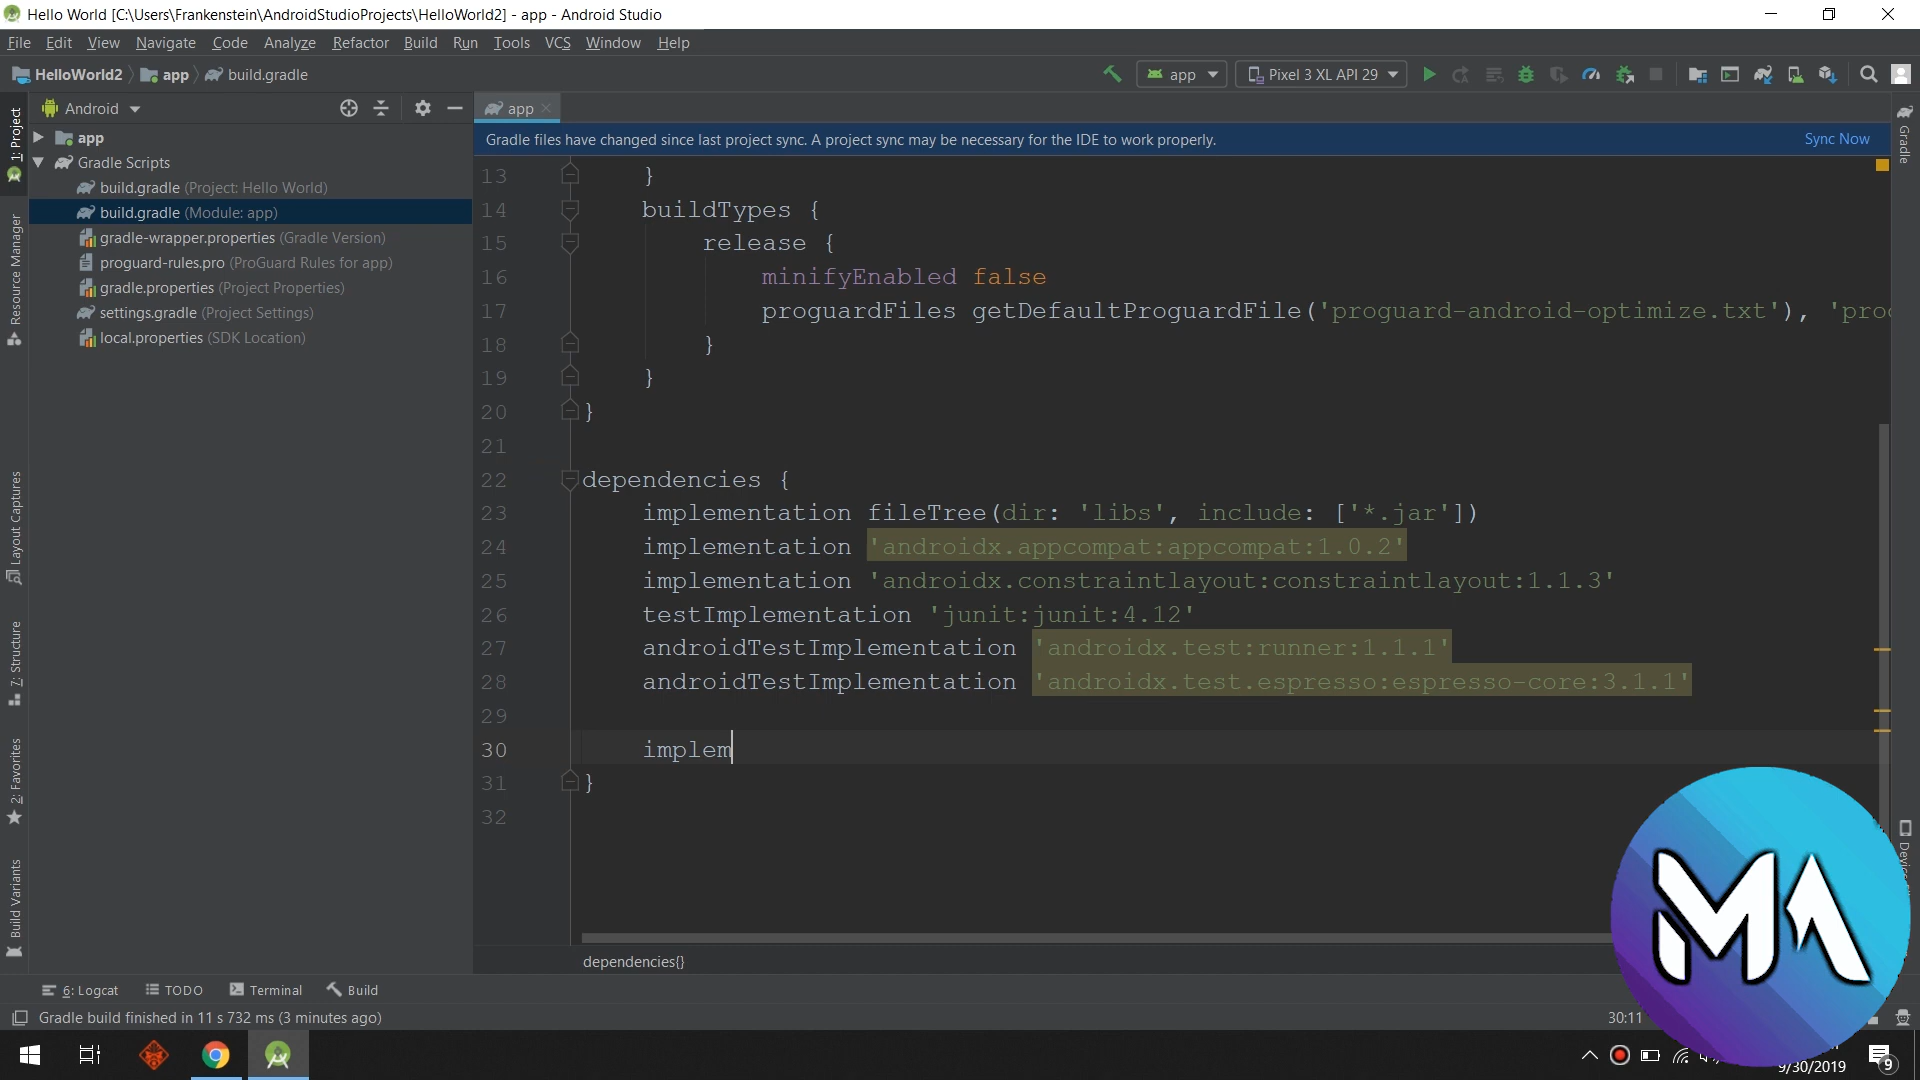 Hello World [C:\Users\Frankenstein\AndroidStudioProjects\HelloWorld2] - app - Android Studio
File Edit View Navigate Code Analyze Refactor Build Run Tools VCS Window Help
HelloWorld2 app build.gradle
app Pixel 3 XL API 29
Android
app
Gradle files have changed since last project sync. A project sync may be necessary for the IDE to work properly. Sync Now
app
Gradle Scripts
build.gradle (Project: Hello World)
build.gradle (Module: app)
gradle-wrapper.properties (Gradle Version)
proguard-rules.pro (ProGuard Rules for app)
gradle.properties (Project Properties)
settings.gradle (Project Settings)
local.properties (SDK Location)
1: Project
Resource Manager
Layout Captures
7: Structure
2: Favorites
Build Variants
Gradle
13 }
14 buildTypes {
15 release {
16 minifyEnabled false
17 proguardFiles getDefaultProguardFile('proguard-android-optimize.txt'), 'pro
18 }
19 }
20 }
21
22 dependencies {
23 implementation fileTree(dir: 'libs', include: ['*.jar'])
24 implementation 'androidx.appcompat:appcompat:1.0.2'
25 implementation 'androidx.constraintlayout:constraintlayout:1.1.3'
26 testImplementation 'junit:junit:4.12'
27 androidTestImplementation 'androidx.test:runner:1.1.1'
28 androidTestImplementation 'androidx.test.espresso:espresso-core:3.1.1'
29
30 implem
31 }
32
dependencies{}
6: Logcat TODO Terminal Build
Gradle build finished in 11 s 732 ms (3 minutes ago)
30:11
MA
9/30/2019
9